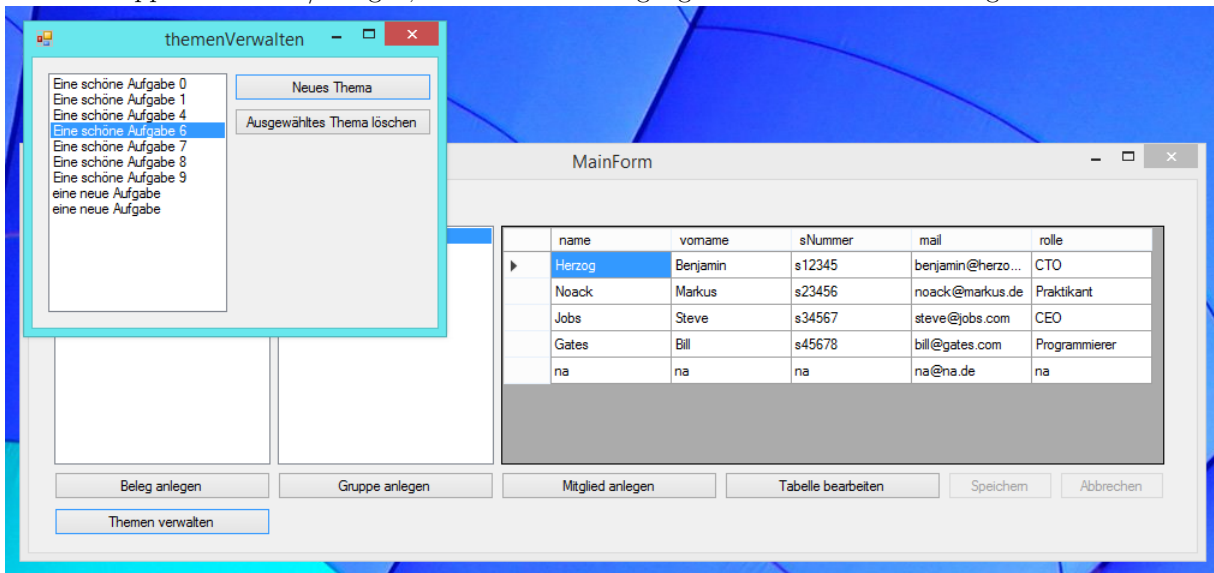 themenVerwalten
Eine schöne Aufgabe 0
Eine schöne Aufgabe 1
Eine schöne Aufgabe 4
Eine schöne Aufgabe 6
Eine schöne Aufgabe 7
Eine schöne Aufgabe 8
Eine schöne Aufgabe 9
eine neue Aufgabe
eine neue Aufgabe
Neues Thema
Ausgewähltes Thema löschen
MainForm
name vorname sNummer mail rolle
Herzog Benjamin s12345 benjamin@herzo... CTO
Noack Markus s23456 noack@markus.de Praktikant
Jobs Steve s34567 steve@jobs.com CEO
Gates Bill s45678 bill@gates.com Programmierer
na na na na@na.de na
Beleg anlegen Gruppe anlegen Mitglied anlegen Tabelle bearbeiten Speichern Abbrechen
Themen verwalten